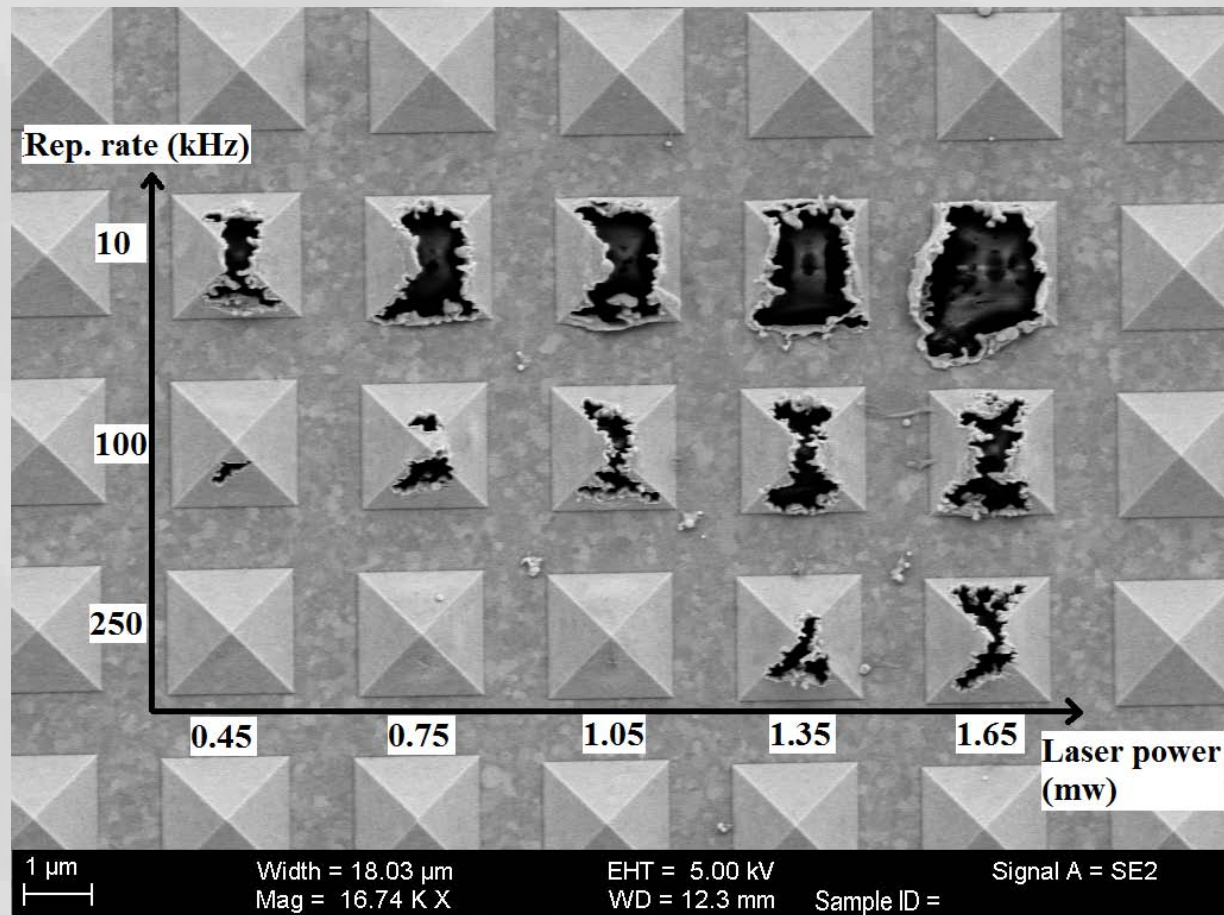 Rep. rate (kHz)
10
100
250
0.45 0.75 1.05 1.35 1.65
Laser power
(mw)
1 µm Width = 18.03 µm EHT = 5.00 kV Signal A = SE2
Mag = 16.74 K X WD = 12.3 mm Sample ID =